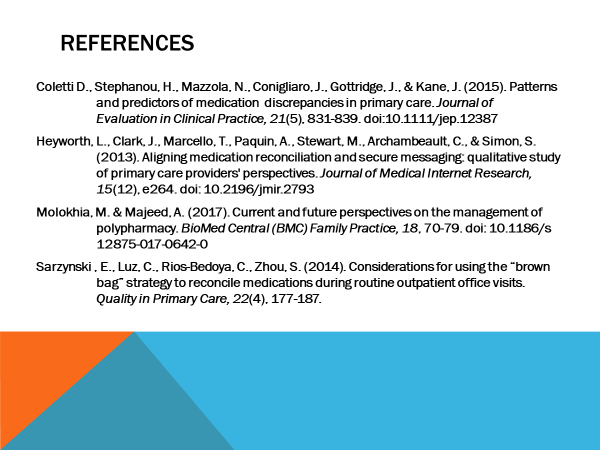 REFERENCES
Coletti D., Stephanou, H., Mazzola, N., Conigliaro, J., Gottridge, J., & Kane, J. (2015). Patterns
and predictors of medication discrepancies in primary care. Journal of
Evaluation in Clinical Practice, 21(5), 831-839. doi:10.1111/jep.12387
Heyworth, L., Clark, J., Marcello, T., Paquin, A., Stewart, M., Archambeault, C., & Simon, S.
(2013). Aligning medication reconciliation and secure messaging: qualitative study
of primary care providers' perspectives. Journal of Medical Internet Research,
15(12), e264. doi: 10.2196/jmir.2793
Molokhia, M. & Majeed, A. (2017). Current and future perspectives on the management of
polypharmacy. BioMed Central (BMC) Family Practice, 18, 70-79. doi: 10.1186/s
12875-017-0642-0
Sarzynski , E., Luz, C., Rios-Bedoya, C., Zhou, S. (2014). Considerations for using the “brown
bag” strategy to reconcile medications during routine outpatient office visits.
Quality in Primary Care, 22(4), 177-187.